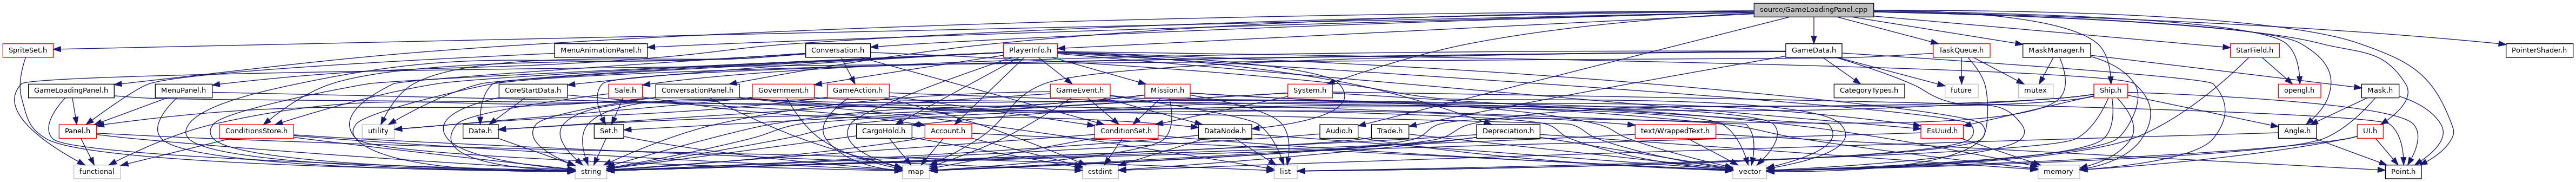 source/GameLoadingPanel.cpp
SpriteSet.h
MenuAnimationPanel.h
Conversation.h
PlayerInfo.h
GameData.h
TaskQueue.h
MaskManager.h
StarField.h
PointerShader.h
GameLoadingPanel.h
MenuPanel.h
CoreStartData.h
Sale.h
ConversationPanel.h
Government.h
GameAction.h
GameEvent.h
Mission.h
System.h
future
CategoryTypes.h
mutex
Ship.h
opengl.h
Mask.h
Panel.h
ConditionsStore.h
utility
Date.h
Set.h
CargoHold.h
Account.h
ConditionSet.h
DataNode.h
Audio.h
Trade.h
Depreciation.h
text/WrappedText.h
EsUuid.h
Angle.h
UI.h
functional
string
map
cstdint
list
vector
memory
Point.h